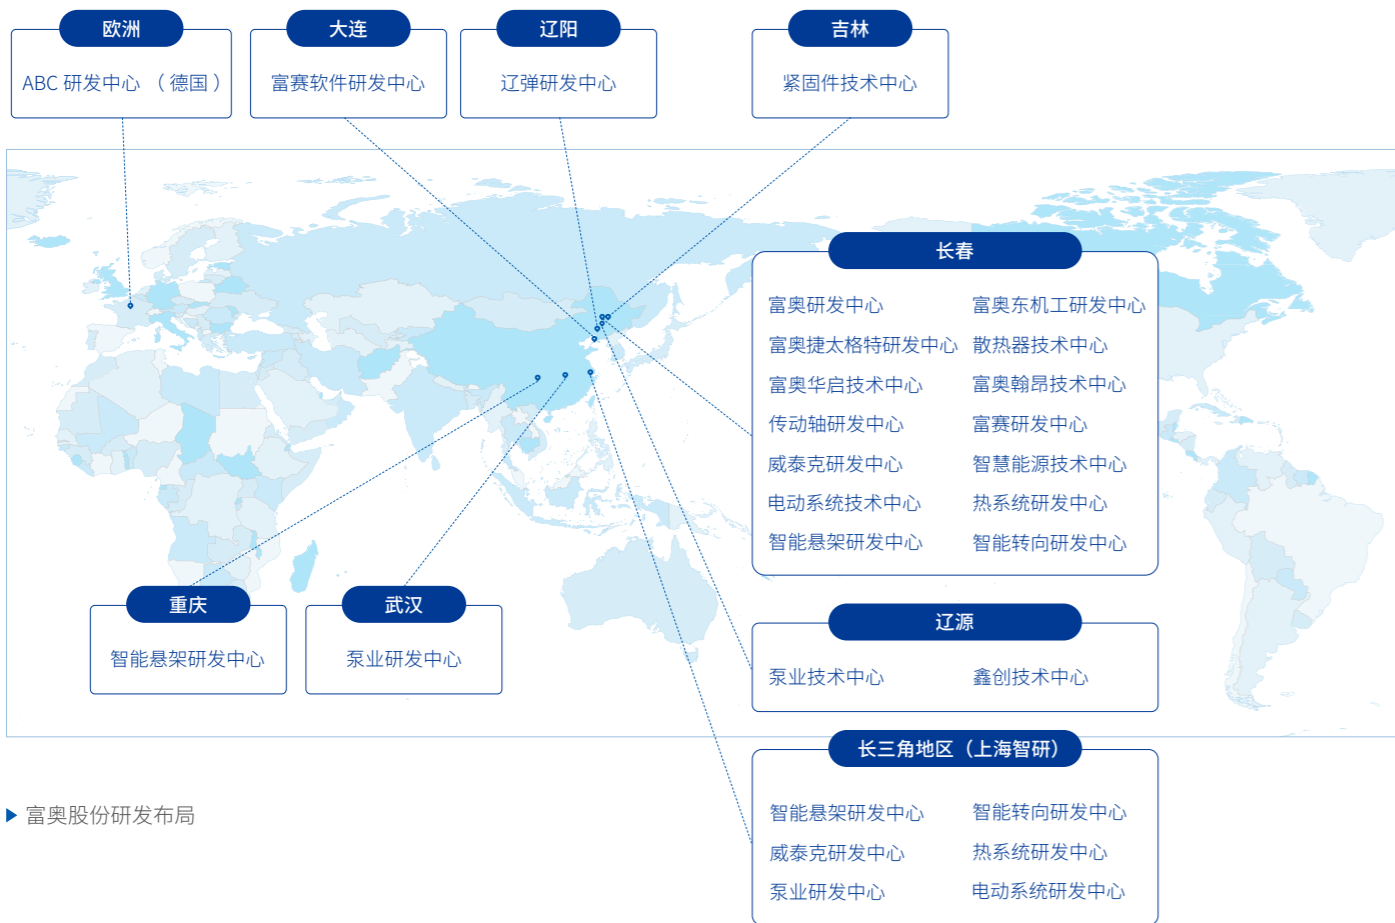 欧洲
ABC 研发中心 （ 德国 ）
大连
富赛软件研发中心
辽阳
辽弹研发中心
吉林
紧固件技术中心
长春
富奥研发中心 富奥东机工研发中心
富奥捷太格特研发中心 散热器技术中心
富奥华启技术中心 富奥翰昂技术中心
传动轴研发中心 富赛研发中心
威泰克研发中心 智慧能源技术中心
电动系统技术中心 热系统研发中心
智能悬架研发中心 智能转向研发中心
重庆
智能悬架研发中心
武汉
泵业研发中心
辽源
泵业技术中心 鑫创技术中心
长三角地区（上海智研）
智能悬架研发中心 智能转向研发中心
威泰克研发中心 热系统研发中心
泵业研发中心 电动系统研发中心
富奥股份研发布局